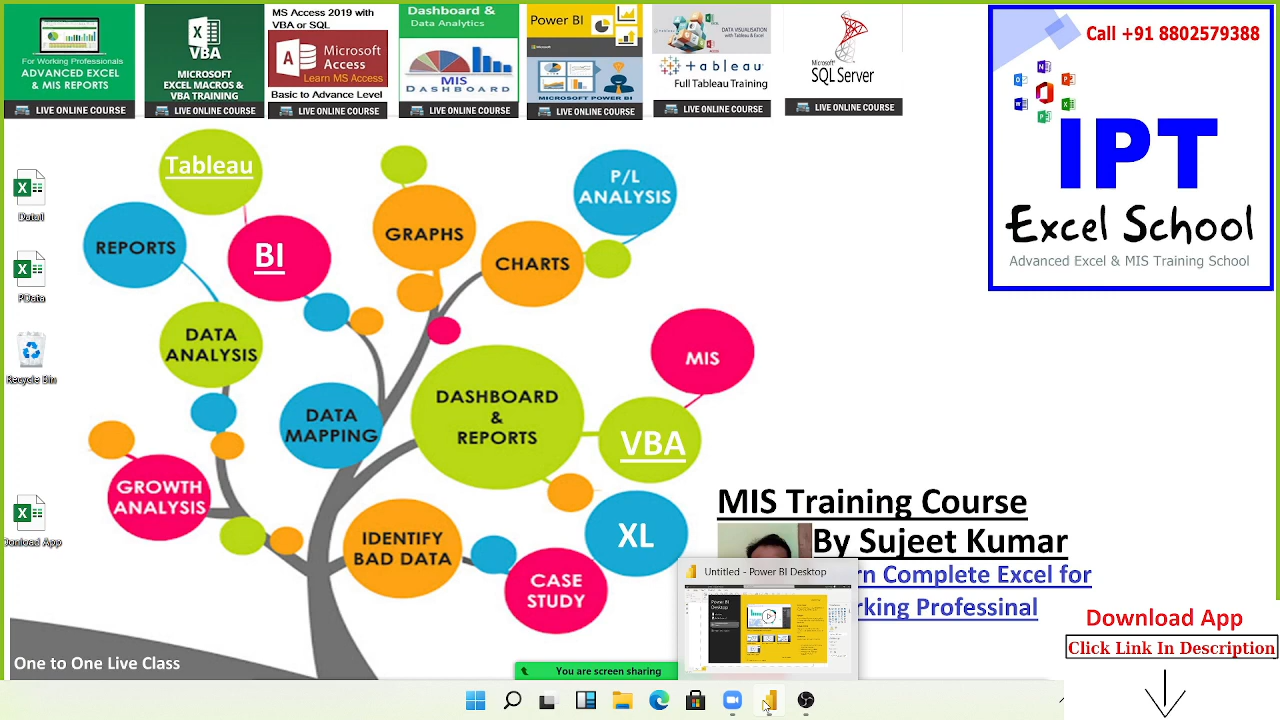 For Working Professionals
ADVANCED EXCEL
& MIS REPORTS
LIVE ONLINE COURSE
VBA
MICROSOFT
EXCEL MACROS &
VBA TRAINING
LIVE ONLINE COURSE
MS Access 2019 with
VBA or SQL
Microsoft
Access
Learn MS Access
Basic to Advance Level
LIVE ONLINE COURSE
Dashboard &
Data Analytics
MIS
DASHBOARD
LIVE ONLINE COURSE
Power BI
MICROSOFT POWER BI
LIVE ONLINE COURSE
DATA VISUALISATION
with Tableau & Excel
tableau
Full Tableau Training
LIVE ONLINE COURSE
Microsoft
SQL Server
LIVE ONLINE COURSE
Call +91 8802579388
IPT
Excel School
Advanced Excel & MIS Training School
PData
Recycle Bin
Donload App
Tableau
REPORTS
BI
GRAPHS
CHARTS
P/L
ANALYSIS
DATA
ANALYSIS
DATA
MAPPING
DASHBOARD
&
REPORTS
MIS
VBA
GROWTH
ANALYSIS
IDENTIFY
BAD DATA
XL
CASE
STUDY
MIS Training Course
By Sujeet Kumar
rn Complete Excel for
rking Professinal
Untitled - Power BI Desktop
Power BI
Desktop
One to One Live Class
You are screen sharing
Download App
Click Link In Description